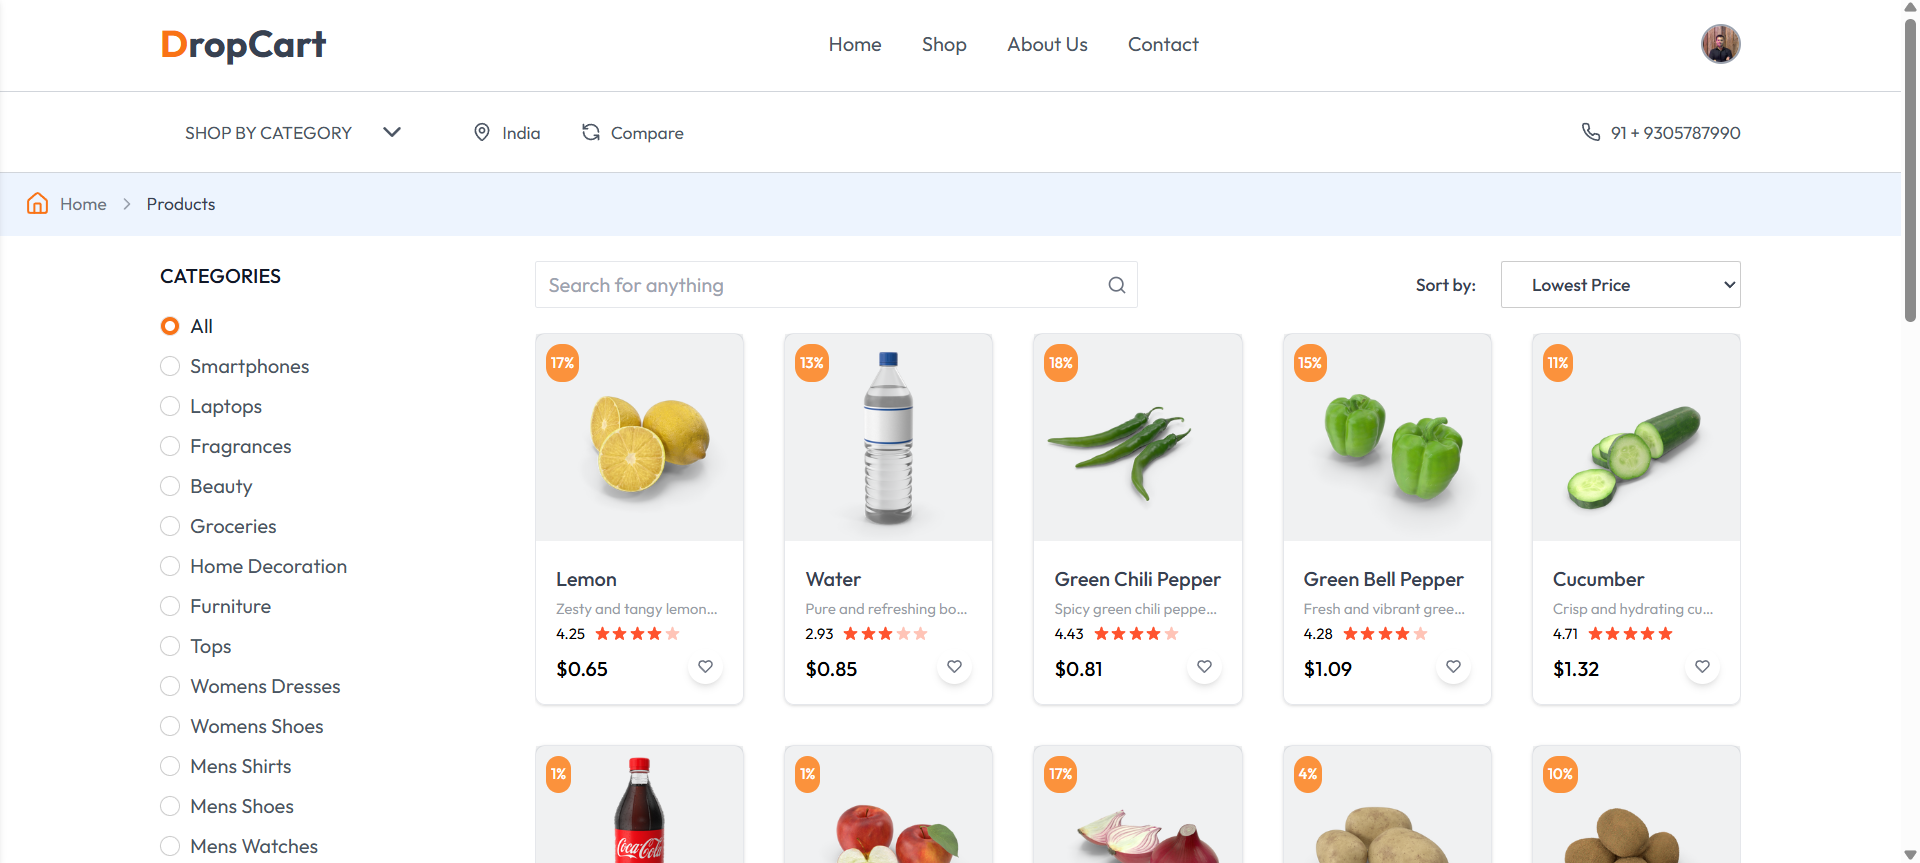 DropCart
Home
Shop
About Us
Contact
SHOP BY CATEGORY
India
Compare
91 + 9305787990
Home
Products
CATEGORIES
All
Smartphones
Laptops
Fragrances
Beauty
Groceries
Home Decoration
Furniture
Tops
Womens Dresses
Womens Shoes
Mens Shirts
Mens Shoes
Mens Watches
Search for anything
Sort by:
Lowest Price
17%
Lemon
Zesty and tangy lemon...
4.25
$0.65
13%
Water
Pure and refreshing bo...
2.93
$0.85
18%
Green Chili Pepper
Spicy green chili peppe...
4.43
$0.81
15%
Green Bell Pepper
Fresh and vibrant gree...
4.28
$1.09
11%
Cucumber
Crisp and hydrating cu...
4.71
$1.32
1%
Coca-Cola
1%
17%
4%
10%